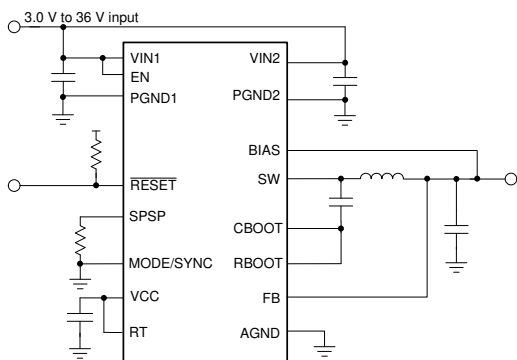 3.0 V to 36 V input
VIN1
EN
PGND1
RESET
SPSP
MODE/SYNC
VCC
RT
VIN2
PGND2
BIAS
SW
CBOOT
RBOOT
FB
AGND